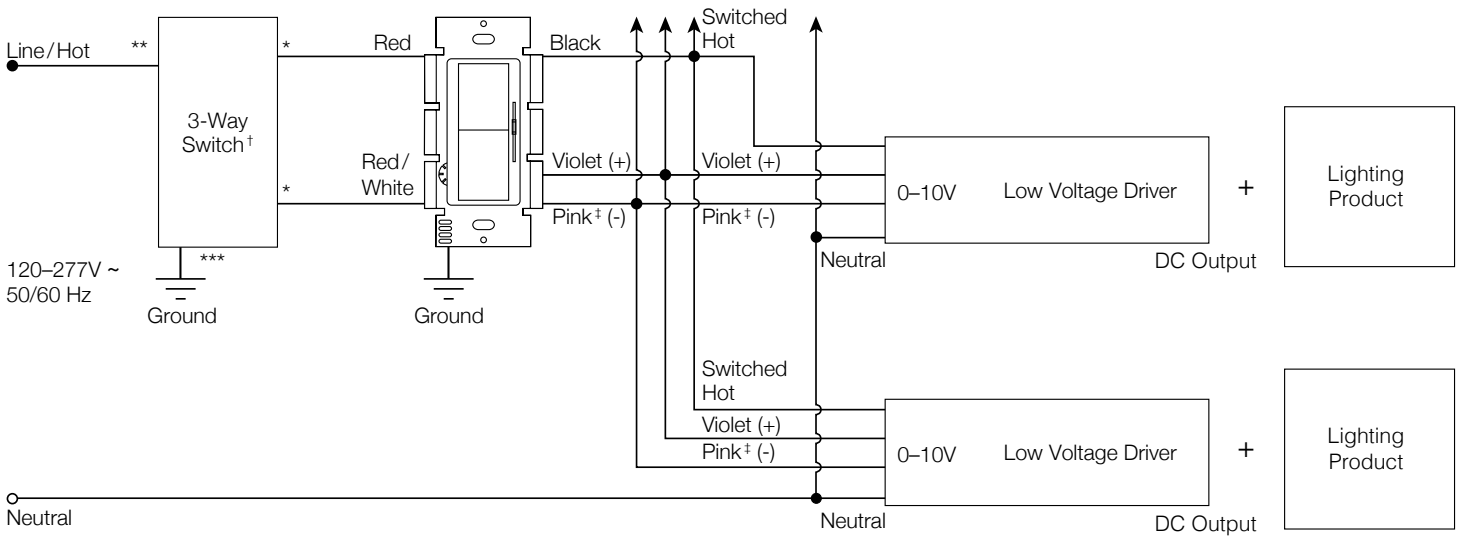 Line/Hot
**
3-Way
Switch†
*
Red
*
Red/
White
Black
Switched
Hot
Violet (+)
Violet (+)
Pink‡ (-)
Pink‡ (-)
0–10V
Low Voltage Driver
+
Lighting
Product
Neutral
DC Output
120–277V ~
50/60 Hz
***
Ground
Ground
Switched
Hot
Violet (+)
Pink‡ (-)
0–10V
Low Voltage Driver
+
Lighting
Product
Neutral
Neutral
DC Output